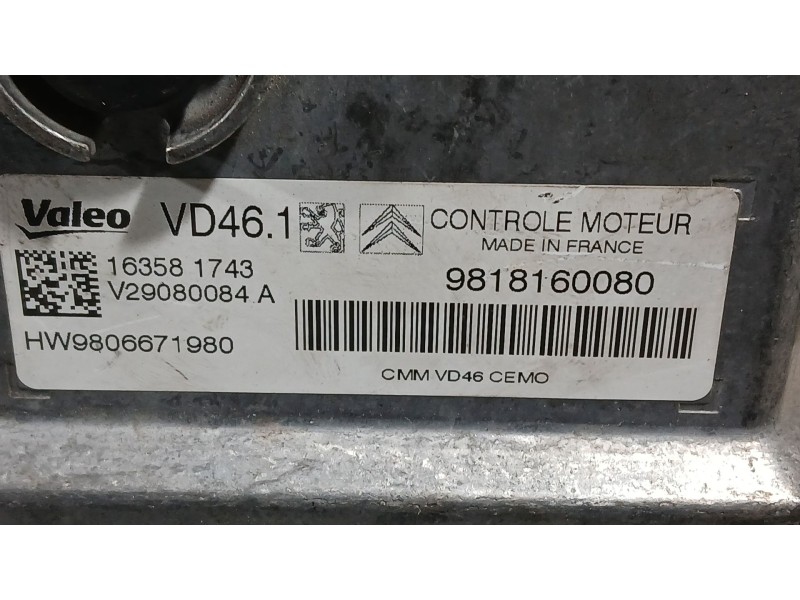 Valeo VD46.1 CONTROLE MOTEUR
MADE IN FRANCE
16358 1743
V29080084 A
9818160080
HW9806671980
CMM VD46 CEMO